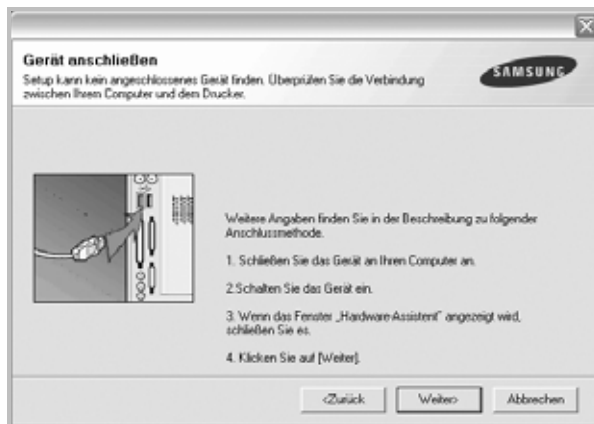 Gerät anschließen
Setup kann kein angeschlossenes Gerät finden. Überprüfen Sie die Verbindung
zwischen Ihrem Computer und dem Drucker.
SAMSUNG
Weitere Angaben finden Sie in der Beschreibung zu folgender
Anschlussmethode.
1. Schließen Sie das Gerät an Ihren Computer an.
2.Schalten Sie das Gerät ein.
3. Wenn das Fenster „Hardware-Assistent" angezeigt wird,
schließen Sie es.
4. Klicken Sie auf [Weiter].
<Zurück
Weiter>
Abbrechen